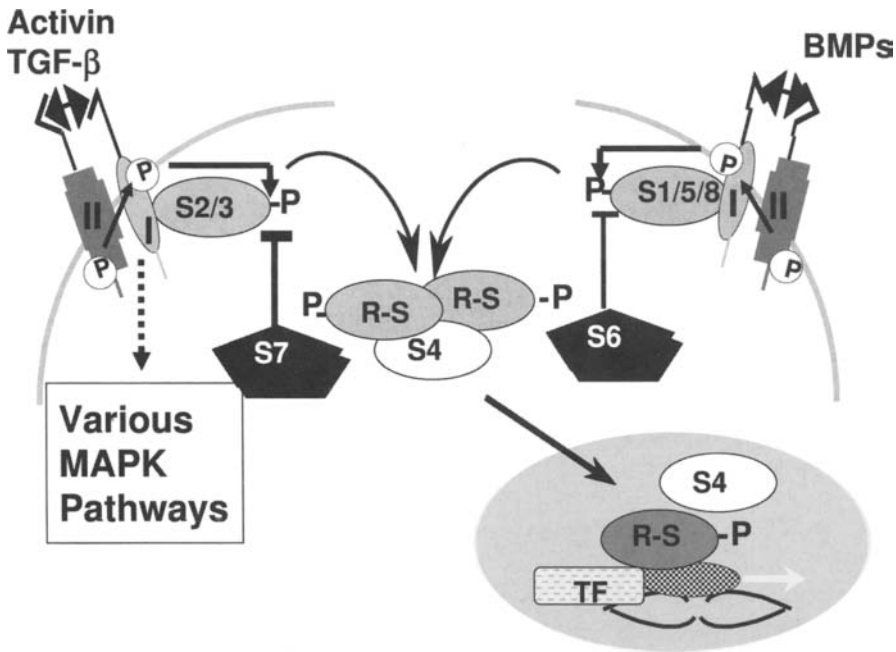 Activin
TGF-β
BMPs
P
S2/3
-P
II
I
P
P-
S1/5/8
P
I
II
P
P
R-S
R-S
-P
S4
S7
S6
Various
MAPK
Pathways
S4
R-S
-P
TF